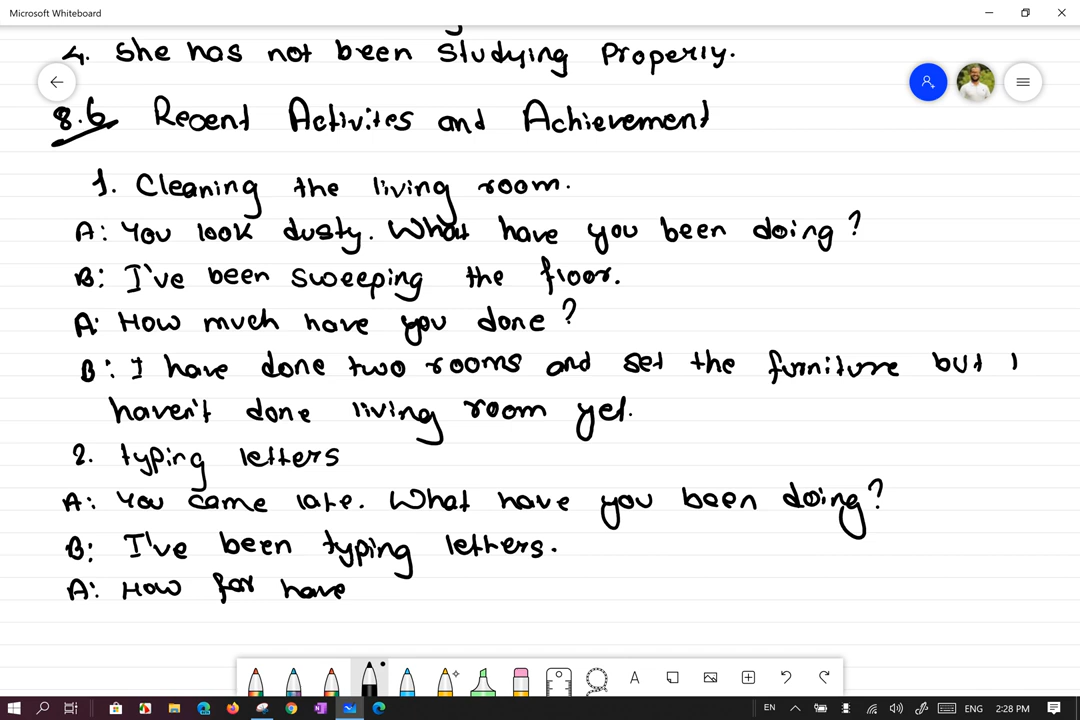 Microsoft Whiteboard
4. She has not been studying properly.
8.6 Recent Activites and Achievement
1. Cleaning the living room.
A: You look dusty. What have you been doing?
B: I've been sweeping the floor.
A: How much have you done?
B: I have done two rooms and set the furniture but I
haven't done living room yet.
2. typing letters
A: You came late. What have you been doing?
B: I've been typing letters.
A: How far have
A
EN
ENG
2:28 PM